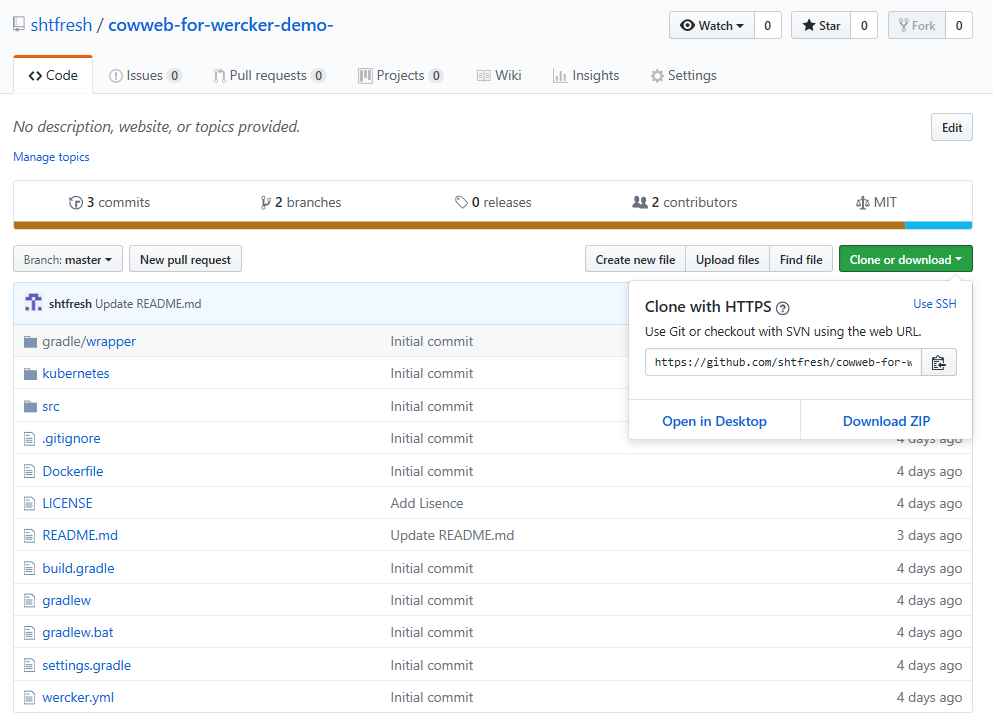 shtfresh / cowweb-for-wercker-demo-
Watch 0 Star 0 Fork 0
Code Issues 0 Pull requests 0 Projects 0 Wiki Insights Settings
No description, website, or topics provided.
Edit
Manage topics
3 commits 2 branches 0 releases 2 contributors MIT
Branch: master New pull request Create new file Upload files Find file Clone or download
shtfresh Update README.md
Clone with HTTPS Use SSH
Use Git or checkout with SVN using the web URL.
https://github.com/shtfresh/cowweb-for-w
Open in Desktop Download ZIP
gradle/wrapper Initial commit
kubernetes Initial commit
src Initial commit
.gitignore Initial commit 4 days ago
Dockerfile Initial commit 4 days ago
LICENSE Add Lisence 4 days ago
README.md Update README.md 3 days ago
build.gradle Initial commit 4 days ago
gradlew Initial commit 4 days ago
gradlew.bat Initial commit 4 days ago
settings.gradle Initial commit 4 days ago
wercker.yml Initial commit 4 days ago